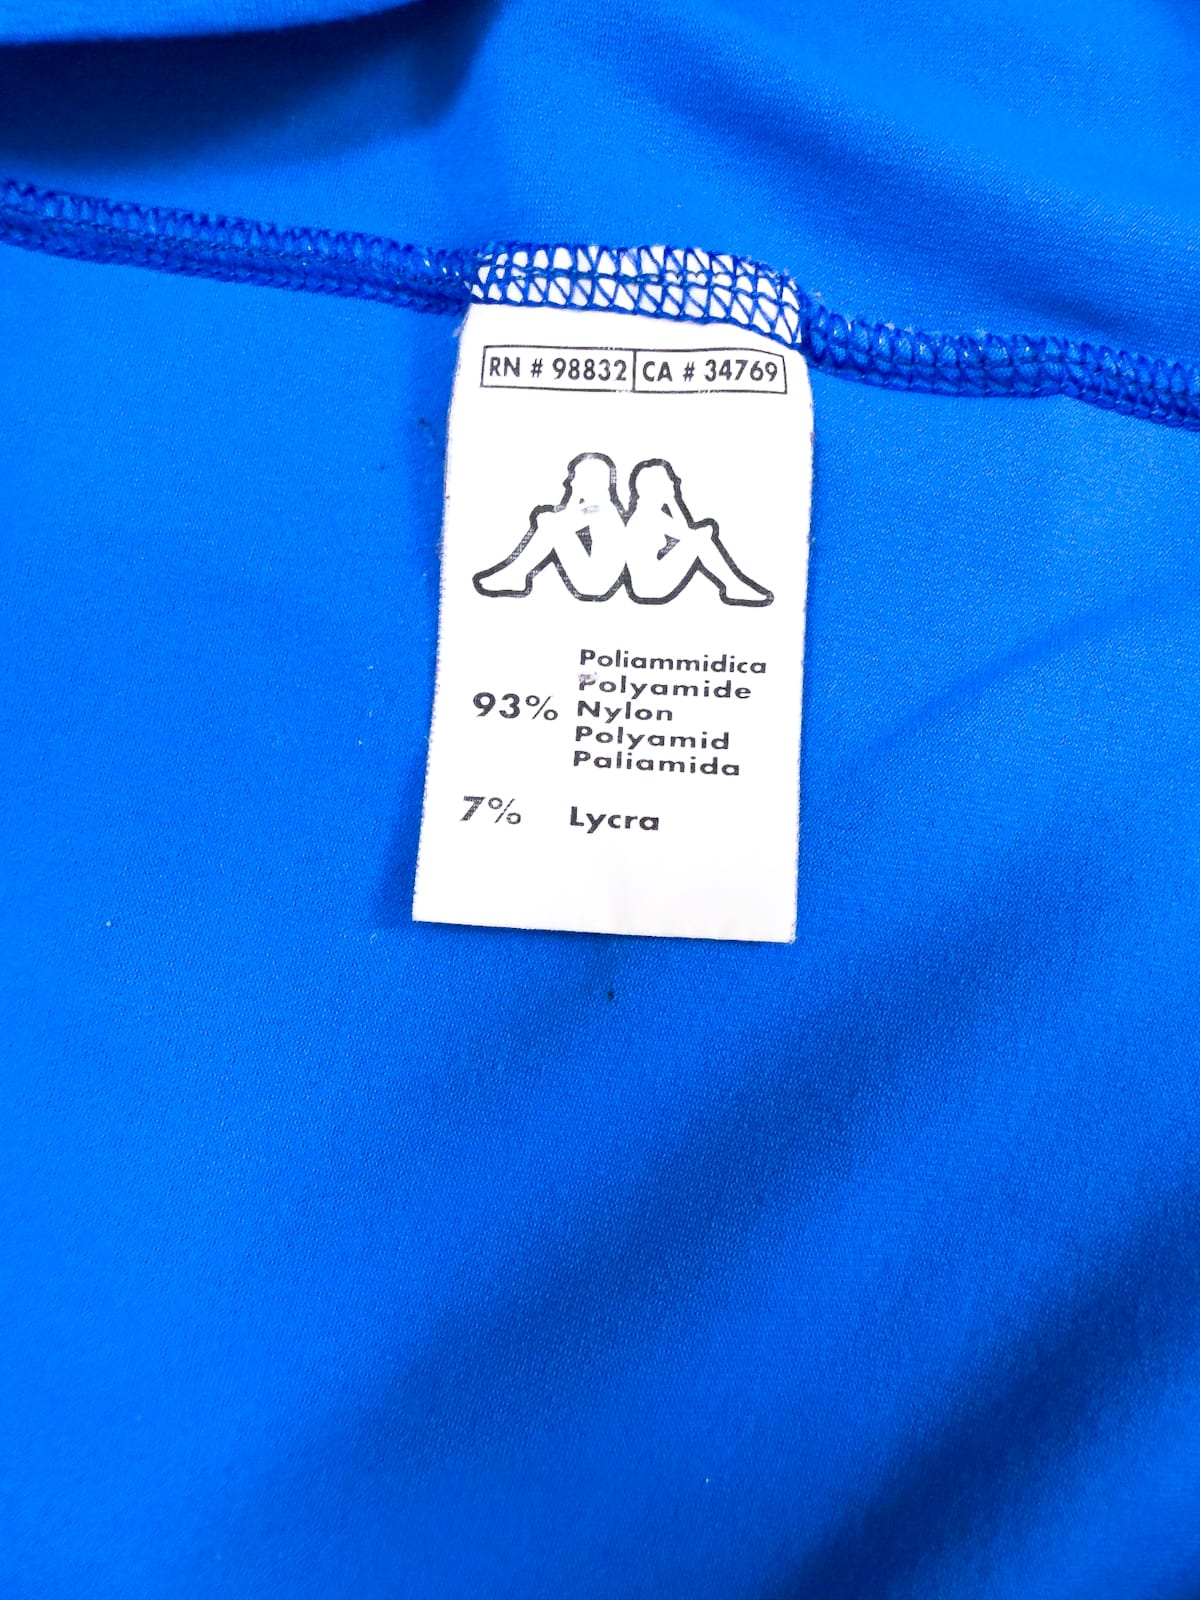 RN # 98832 CA # 34769
Poliammidica
Polyamide
93% Nylon
Polyamid
Paliamida
7% Lycra